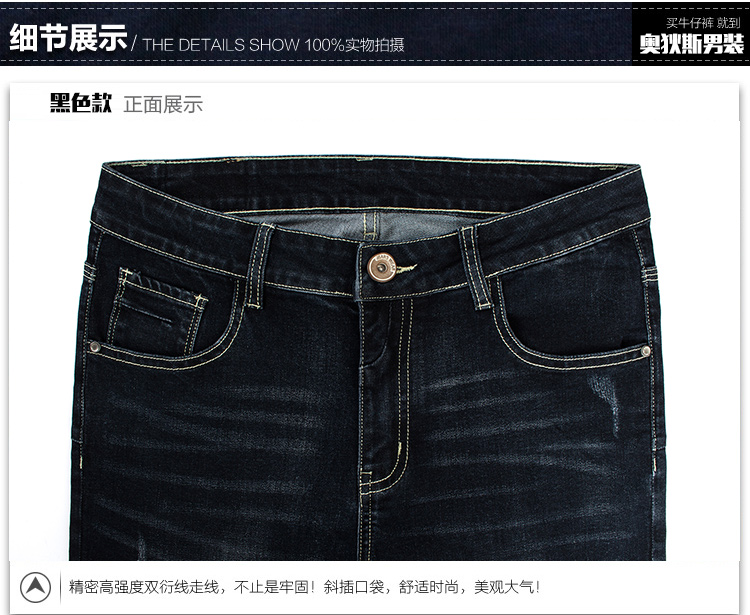 细节展示/ THE DETAILS SHOW 100%实物拍摄
买牛仔裤 就到
奥狄斯男装
黑色款 正面展示
精密高强度双衍线走线，不止是牢固！斜插口袋，舒适时尚，美观大气！